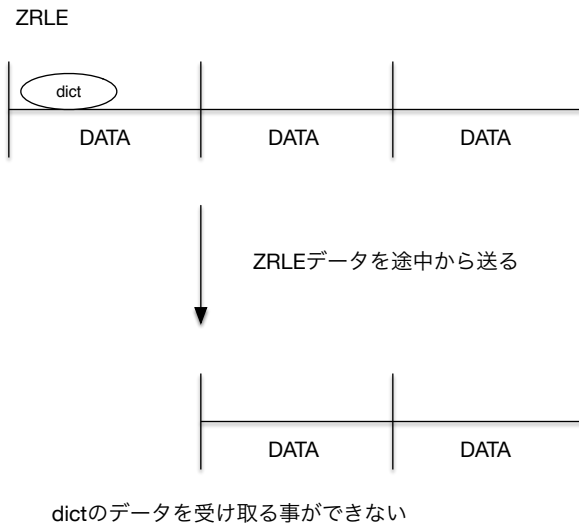 ZRLE
dict
DATA DATA DATA
ZRLEデータを途中から送る
DATA DATA
dictのデータを受け取る事ができない